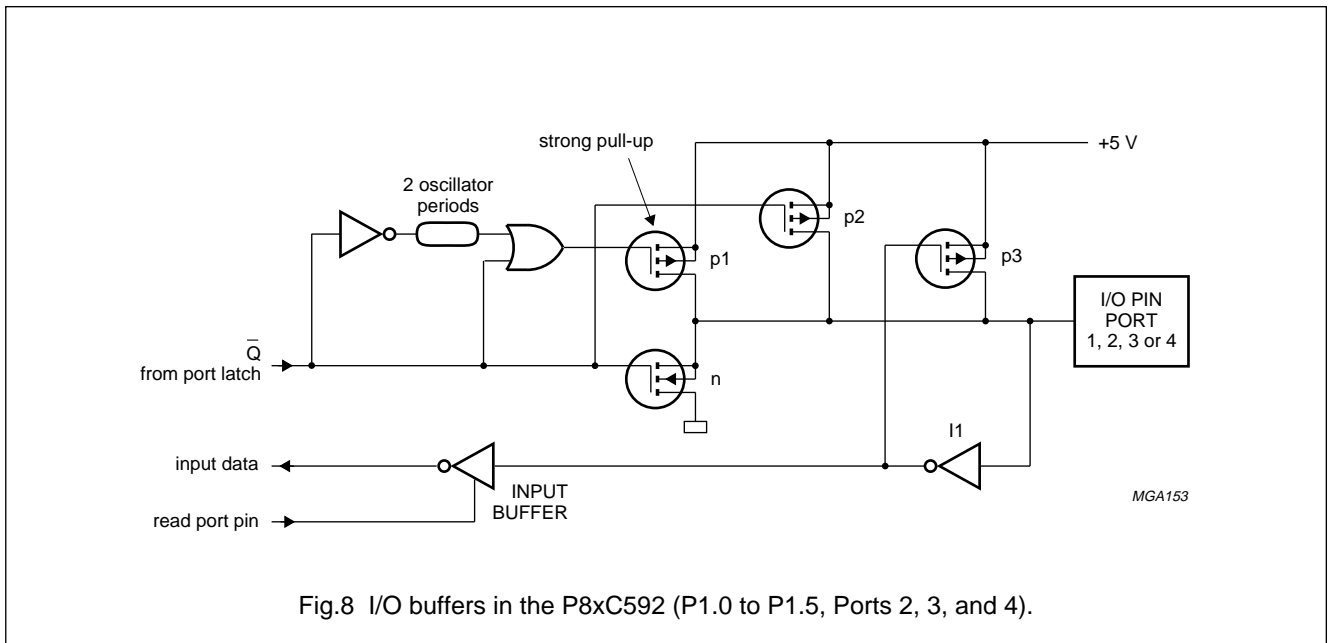 strong pull-up
+5 V
2 oscillator
periods
p2
p1
p3
I/O PIN
PORT
1, 2, 3 or 4
Q̅
from port latch
n
I1
input data
INPUT
BUFFER
read port pin
MGA153
Fig.8 I/O buffers in the P8xC592 (P1.0 to P1.5, Ports 2, 3, and 4).